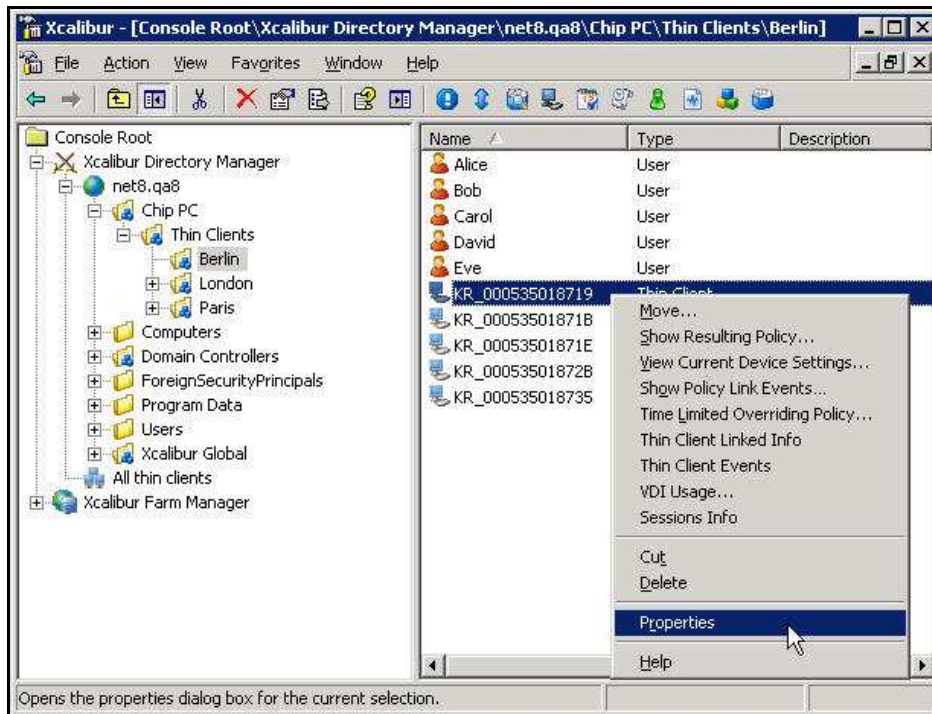 Xcalibur - [Console Root\Xcalibur Directory Manager\net8.qa8\Chip PC\Thin Clients\Berlin]
File Action View Favorites Window Help
Console Root
Xcalibur Directory Manager
net8.qa8
Chip PC
Thin Clients
Berlin
London
Paris
Computers
Domain Controllers
ForeignSecurityPrincipals
Program Data
Users
Xcalibur Global
All thin clients
Xcalibur Farm Manager
Name Type Description
Alice User
Bob User
Carol User
David User
Eve User
KR_000535018719 Thin Client
KR_00053501871B
KR_00053501871E
KR_00053501872B
KR_000535018735
Move...
Show Resulting Policy...
View Current Device Settings...
Show Policy Link Events...
Time Limited Overriding Policy...
Thin Client Linked Info
Thin Client Events
VDI Usage...
Sessions Info
Cut
Delete
Properties
Help
Opens the properties dialog box for the current selection.